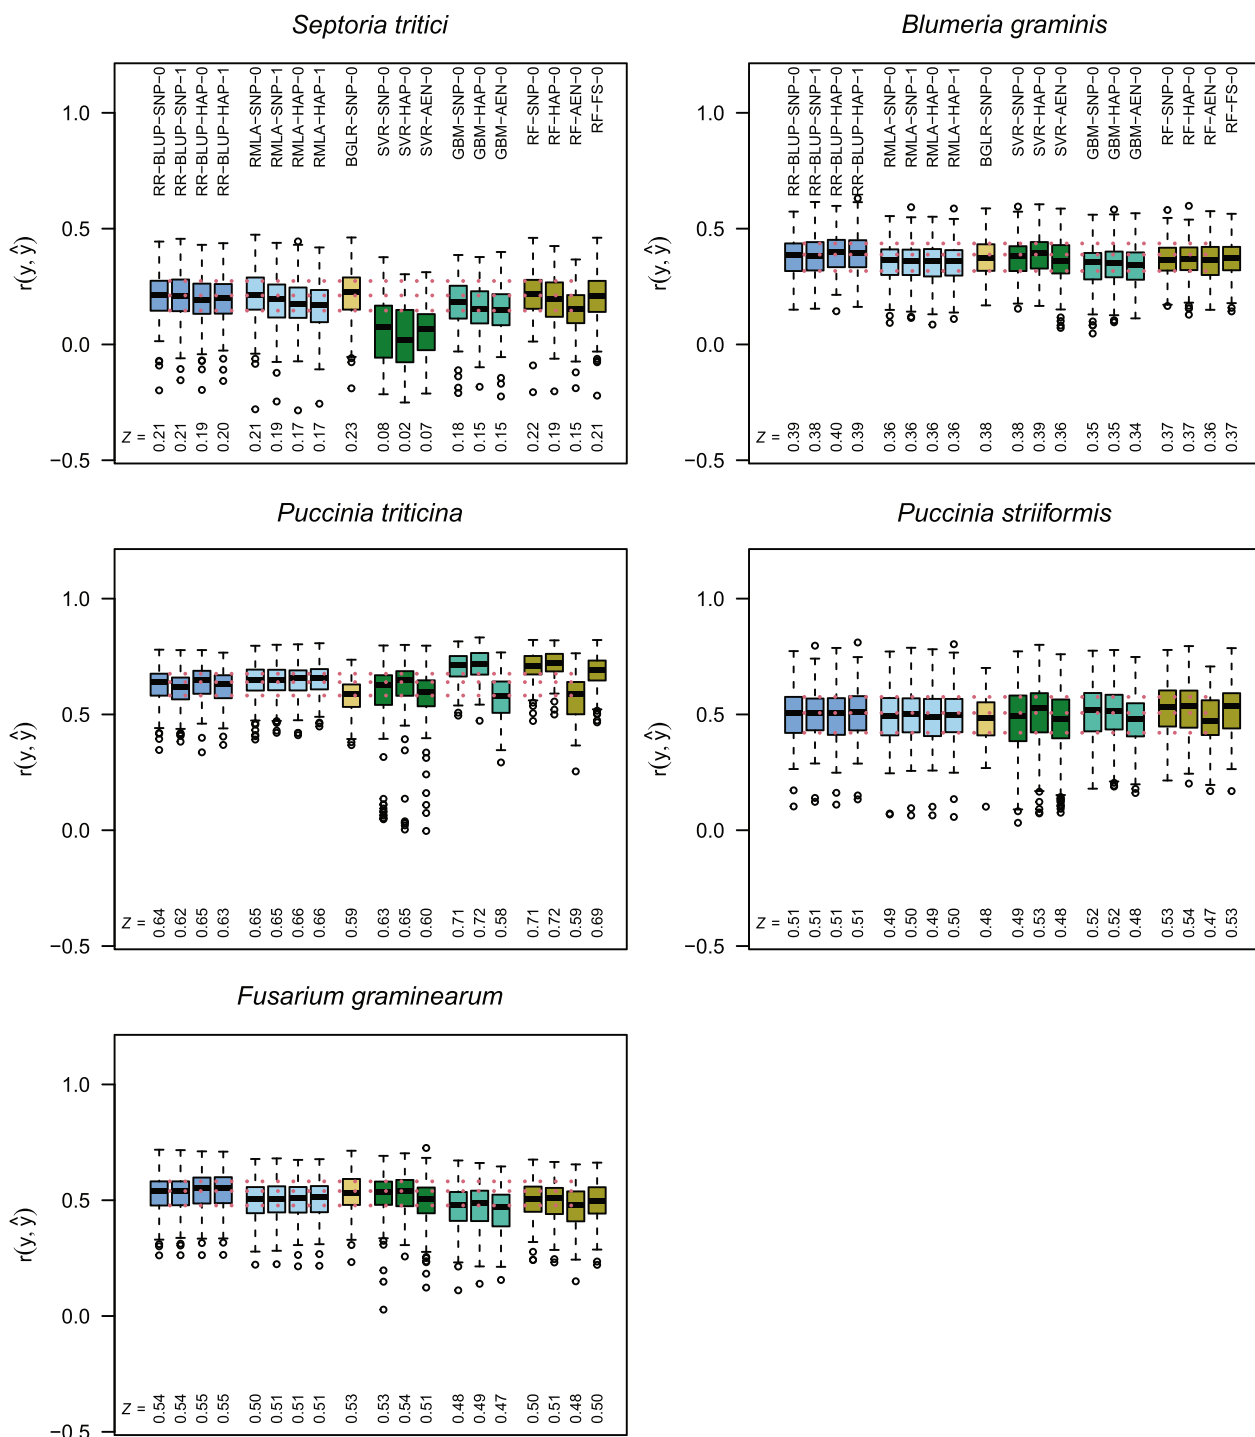 Septoria tritici
r(y, ŷ)
1.0
0.5
0.0
−0.5
RR−BLUP−SNP−0
RR−BLUP−SNP−1
RR−BLUP−HAP−0
RR−BLUP−HAP−1
RMLA−SNP−0
RMLA−SNP−1
RMLA−HAP−0
RMLA−HAP−1
BGLR−SNP−0
SVR−SNP−0
SVR−HAP−0
SVR−AEN−0
GBM−SNP−0
GBM−HAP−0
GBM−AEN−0
RF−SNP−0
RF−HAP−0
RF−AEN−0
RF−FS−0
Z = 0.21 0.21 0.19 0.20 0.21 0.19 0.17 0.17 0.23 0.08 0.02 0.07 0.18 0.15 0.15 0.22 0.19 0.15 0.21
Blumeria graminis
r(y, ŷ)
1.0
0.5
0.0
−0.5
RR−BLUP−SNP−0
RR−BLUP−SNP−1
RR−BLUP−HAP−0
RR−BLUP−HAP−1
RMLA−SNP−0
RMLA−SNP−1
RMLA−HAP−0
RMLA−HAP−1
BGLR−SNP−0
SVR−SNP−0
SVR−HAP−0
SVR−AEN−0
GBM−SNP−0
GBM−HAP−0
GBM−AEN−0
RF−SNP−0
RF−HAP−0
RF−AEN−0
RF−FS−0
Z = 0.39 0.38 0.40 0.39 0.36 0.36 0.36 0.36 0.38 0.38 0.39 0.36 0.35 0.35 0.34 0.37 0.37 0.36 0.37
Puccinia triticina
r(y, ŷ)
1.0
0.5
0.0
−0.5
Z = 0.64 0.62 0.65 0.63 0.65 0.65 0.66 0.66 0.59 0.63 0.65 0.60 0.71 0.72 0.58 0.71 0.72 0.59 0.69
Puccinia striiformis
r(y, ŷ)
1.0
0.5
0.0
−0.5
Z = 0.51 0.51 0.51 0.51 0.49 0.50 0.49 0.50 0.48 0.49 0.53 0.48 0.52 0.52 0.48 0.53 0.54 0.47 0.53
Fusarium graminearum
r(y, ŷ)
1.0
0.5
0.0
−0.5
Z = 0.54 0.54 0.55 0.55 0.50 0.51 0.51 0.51 0.53 0.53 0.54 0.51 0.48 0.49 0.47 0.50 0.51 0.48 0.50